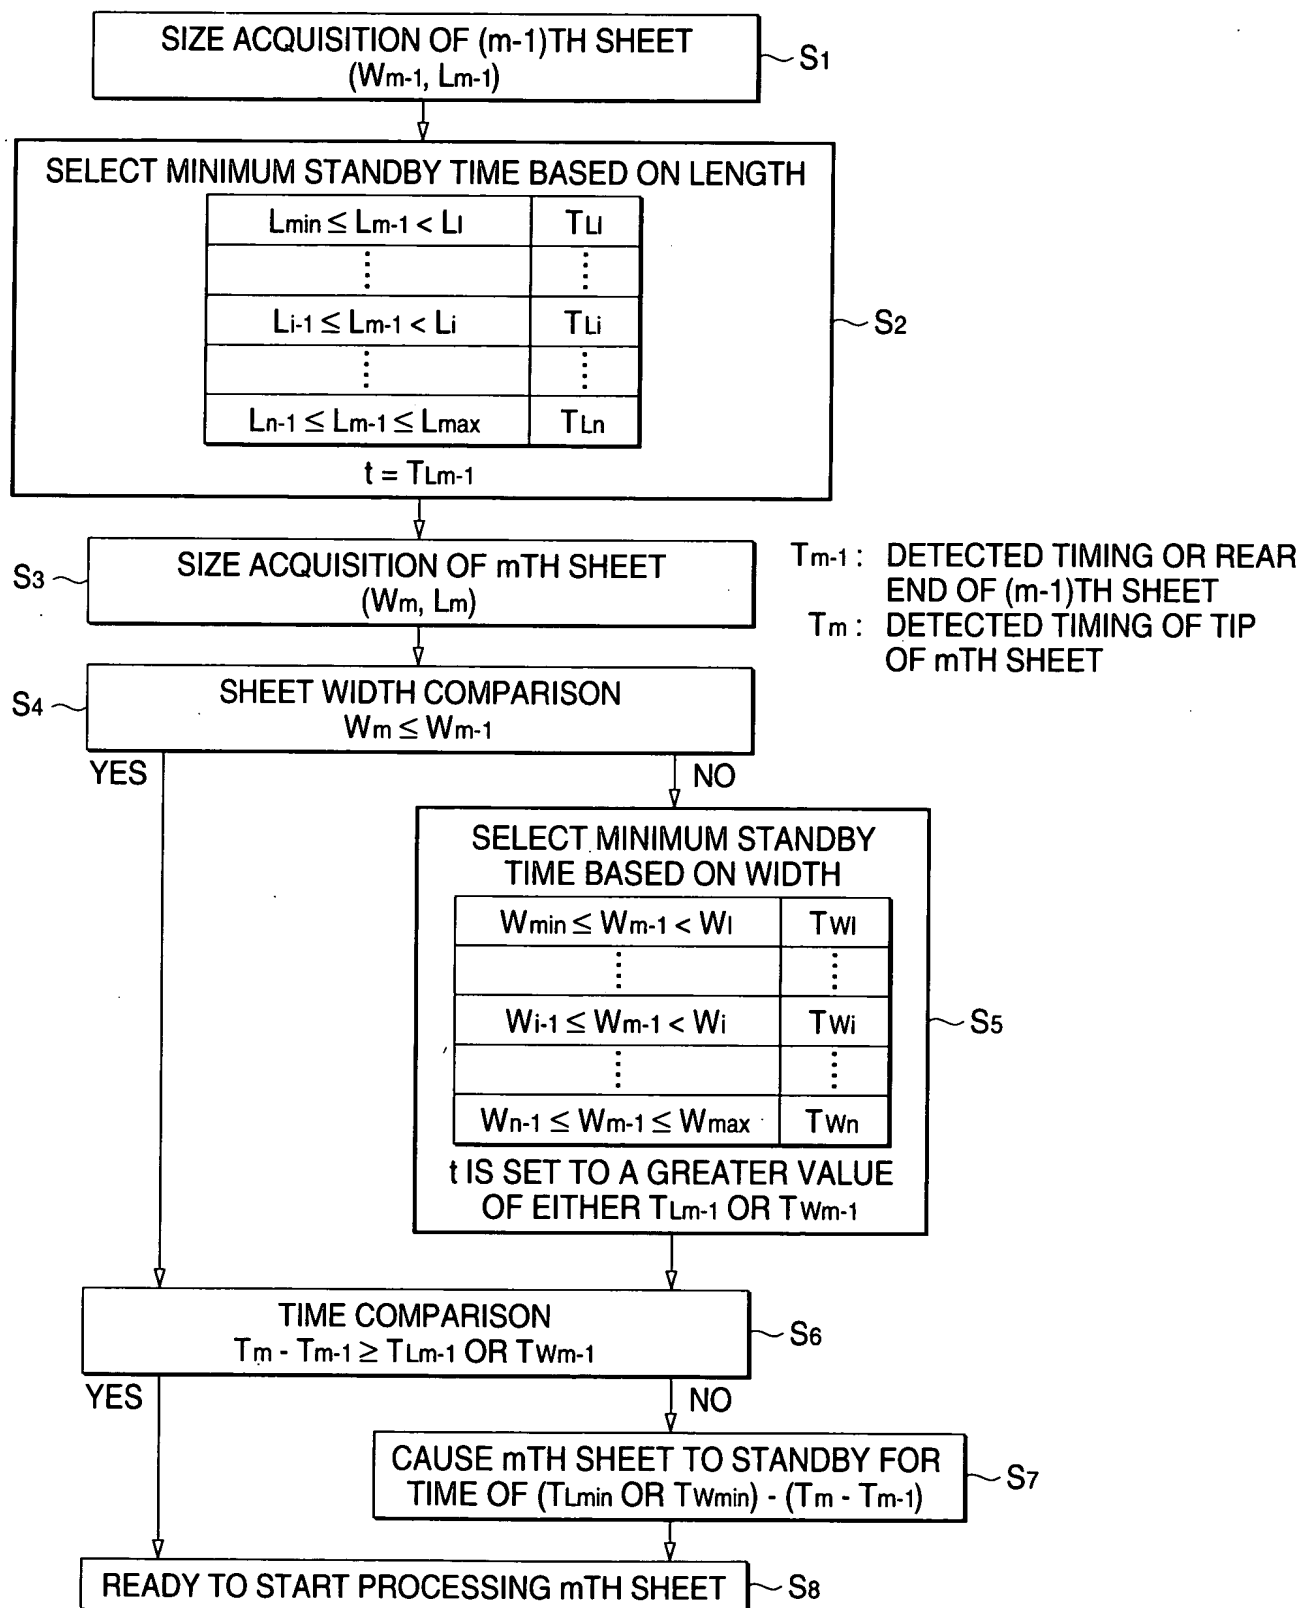 SIZE ACQUISITION OF (m-1)TH SHEET
(Wm-1, Lm-1)
S1
SELECT MINIMUM STANDBY TIME BASED ON LENGTH
Lmin ≤ Lm-1 < Ll TLl
⋮ ⋮
Li-1 ≤ Lm-1 < Li TLi
⋮ ⋮
Ln-1 ≤ Lm-1 ≤ Lmax TLn
t = TLm-1
S2
S3
SIZE ACQUISITION OF mTH SHEET
(Wm, Lm)
Tm-1 : DETECTED TIMING OR REAR
END OF (m-1)TH SHEET
Tm : DETECTED TIMING OF TIP
OF mTH SHEET
S4
SHEET WIDTH COMPARISON
Wm ≤ Wm-1
YES
NO
SELECT MINIMUM STANDBY
TIME BASED ON WIDTH
Wmin ≤ Wm-1 < Wl TWl
⋮ ⋮
Wi-1 ≤ Wm-1 < Wi TWi
⋮ ⋮
Wn-1 ≤ Wm-1 ≤ Wmax TWn
t IS SET TO A GREATER VALUE
OF EITHER TLm-1 OR TWm-1
S5
TIME COMPARISON
Tm - Tm-1 ≥ TLm-1 OR TWm-1
S6
YES
NO
CAUSE mTH SHEET TO STANDBY FOR
TIME OF (TLmin OR TWmin) - (Tm - Tm-1)
S7
READY TO START PROCESSING mTH SHEET
S8